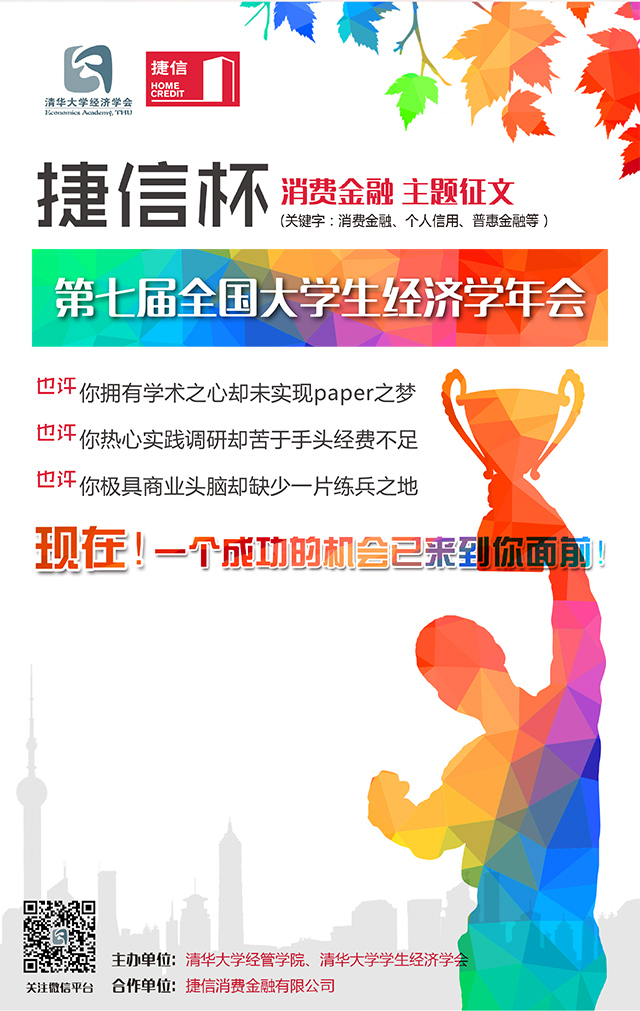 清华大学经济学会
Economics Academy, THU
捷信
HOME
CREDIT
捷信杯 消费金融 主题征文
(关键字：消费金融、个人信用、普惠金融等)
第七届全国大学生经济学年会
也许 你拥有学术之心却未实现paper之梦
也许 你热心实践调研却苦于手头经费不足
也许 你极具商业头脑却缺少一片练兵之地
现在！一个成功的机会已来到你面前！
关注微信平台
主办单位：清华大学经管学院、清华大学学生经济学会
合作单位：捷信消费金融有限公司